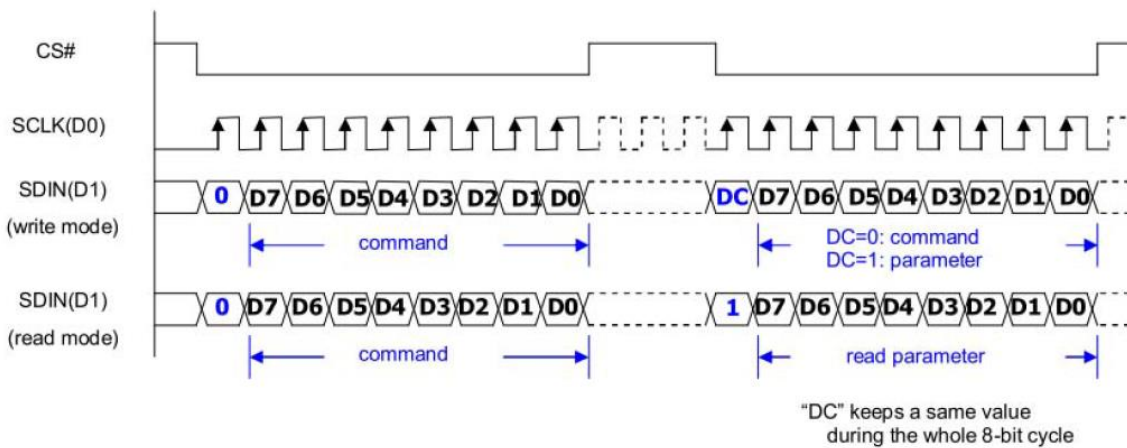 CS#
SCLK(D0)
SDIN(D1)
(write mode)
0 D7 D6 D5 D4 D3 D2 D1 D0
DC D7 D6 D5 D4 D3 D2 D1 D0
command
DC=0: command
DC=1: parameter
SDIN(D1)
(read mode)
0 D7 D6 D5 D4 D3 D2 D1 D0
1 D7 D6 D5 D4 D3 D2 D1 D0
command
read parameter
“DC” keeps a same value
during the whole 8-bit cycle